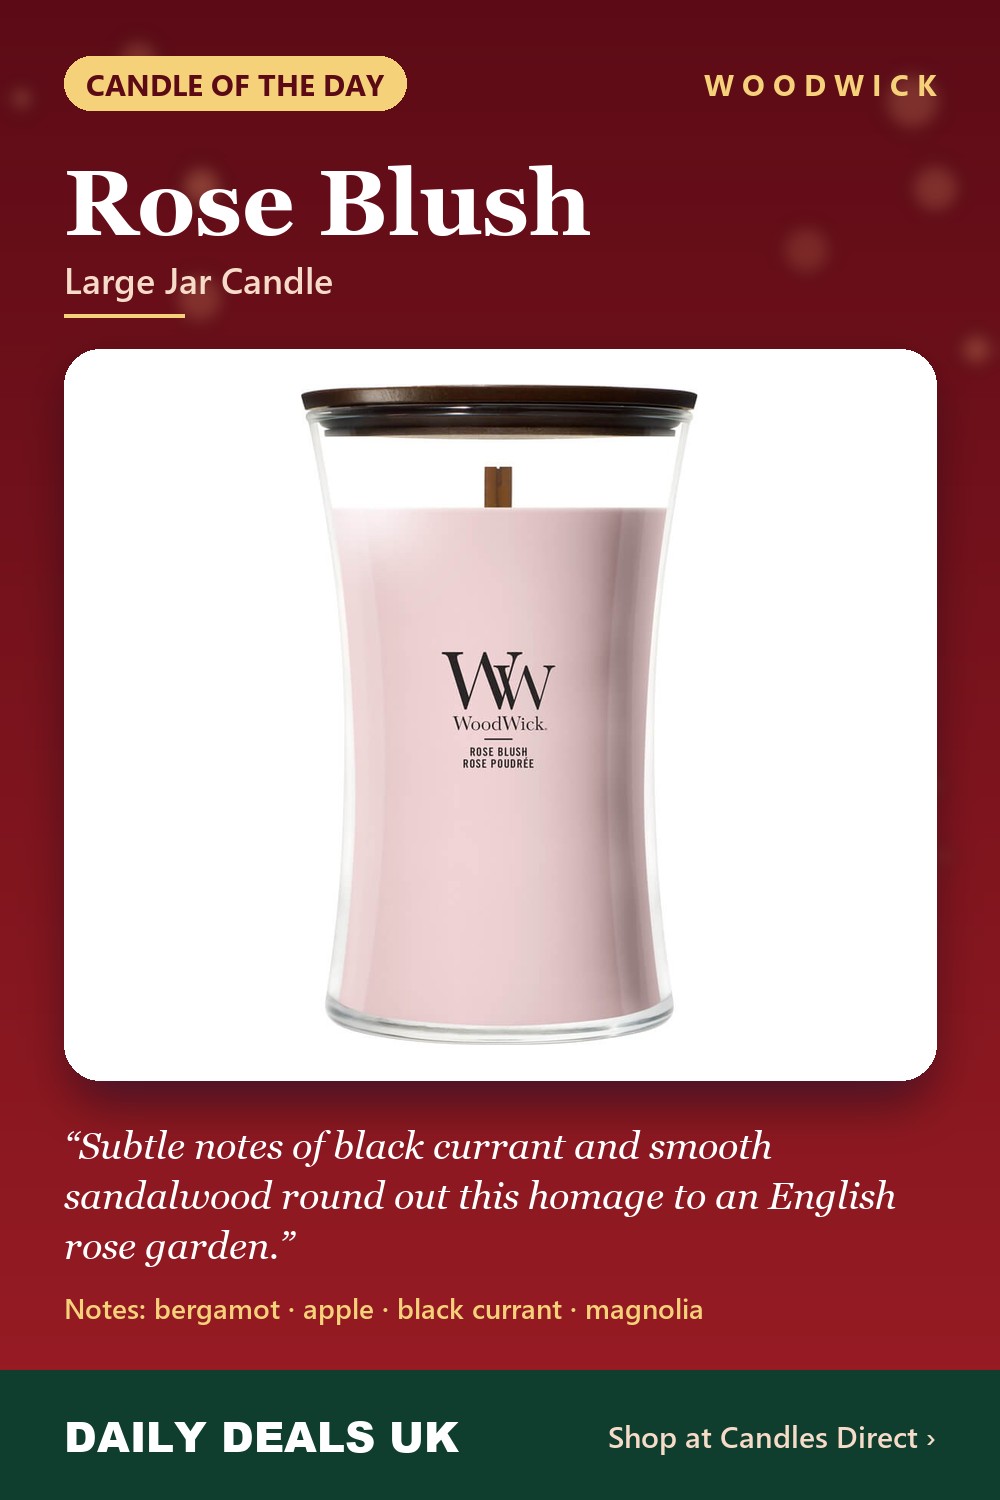 CANDLE OF THE DAY
WOODWICK
Rose Blush
Large Jar Candle
WW
WoodWick.
ROSE BLUSH
ROSE POUDRÉE
“Subtle notes of black currant and smooth
sandalwood round out this homage to an English
rose garden.”
Notes: bergamot · apple · black currant · magnolia
DAILY DEALS UK
Shop at Candles Direct ›